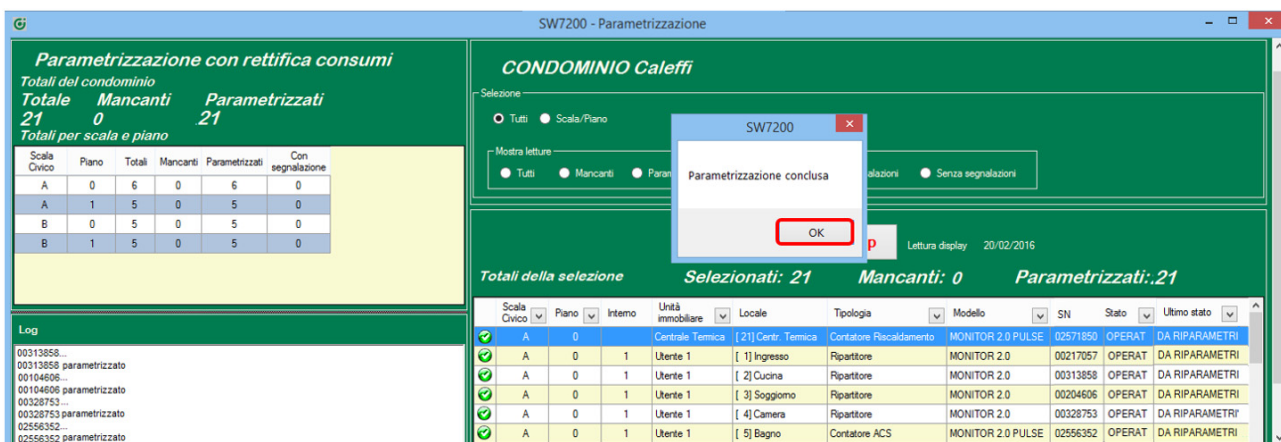 SW7200 - Parametrizzazione
Parametrizzazione con rettifica consumi
Totali del condominio
Totale Mancanti Parametrizzati
21 0 .21
Totali per scala e piano
Scala Civico Piano Totali Mancanti Parametrizzati Con segnalazione
A 0 6 0 6 0
A 1 5 0 5 0
B 0 5 0 5 0
B 1 5 0 5 0
Log
00313858...
00313858 parametrizzato
00104606...
00104606 parametrizzato
00328753...
00328753 parametrizzato
02556352...
02556352 parametrizzato
CONDOMINIO Caleffi
Selezione
Tutti Scala/Piano
Mostra letture
Tutti Mancanti Param alazioni Senza segnalazioni
SW7200
Parametrizzazione conclusa
OK
p Lettura display 20/02/2016
Totali della selezione Selezionati: 21 Mancanti: 0 Parametrizzati:.21
Scala Civico Piano Interno Unità immobiliare Locale Tipologia Modello SN Stato Ultimo stato
A 0 Centrale Termica [ 21] Centr. Termica Contatore Riscaldamento MONITOR 2.0 PULSE 02571850 OPERAT DA RIPARAMETRI
A 0 1 Utente 1 [ 1] Ingresso Ripartitore MONITOR 2.0 00217057 OPERAT DA RIPARAMETRI
A 0 1 Utente 1 [ 2] Cucina Ripartitore MONITOR 2.0 00313858 OPERAT DA RIPARAMETRI
A 0 1 Utente 1 [ 3] Soggiorno Ripartitore MONITOR 2.0 00204606 OPERAT DA RIPARAMETRI
A 0 1 Utente 1 [ 4] Camera Ripartitore MONITOR 2.0 00328753 OPERAT DA RIPARAMETRI'
A 0 1 Utente 1 [ 5] Bagno Contatore ACS MONITOR 2.0 PULSE 02556352 OPERAT DA RIPARAMETRI